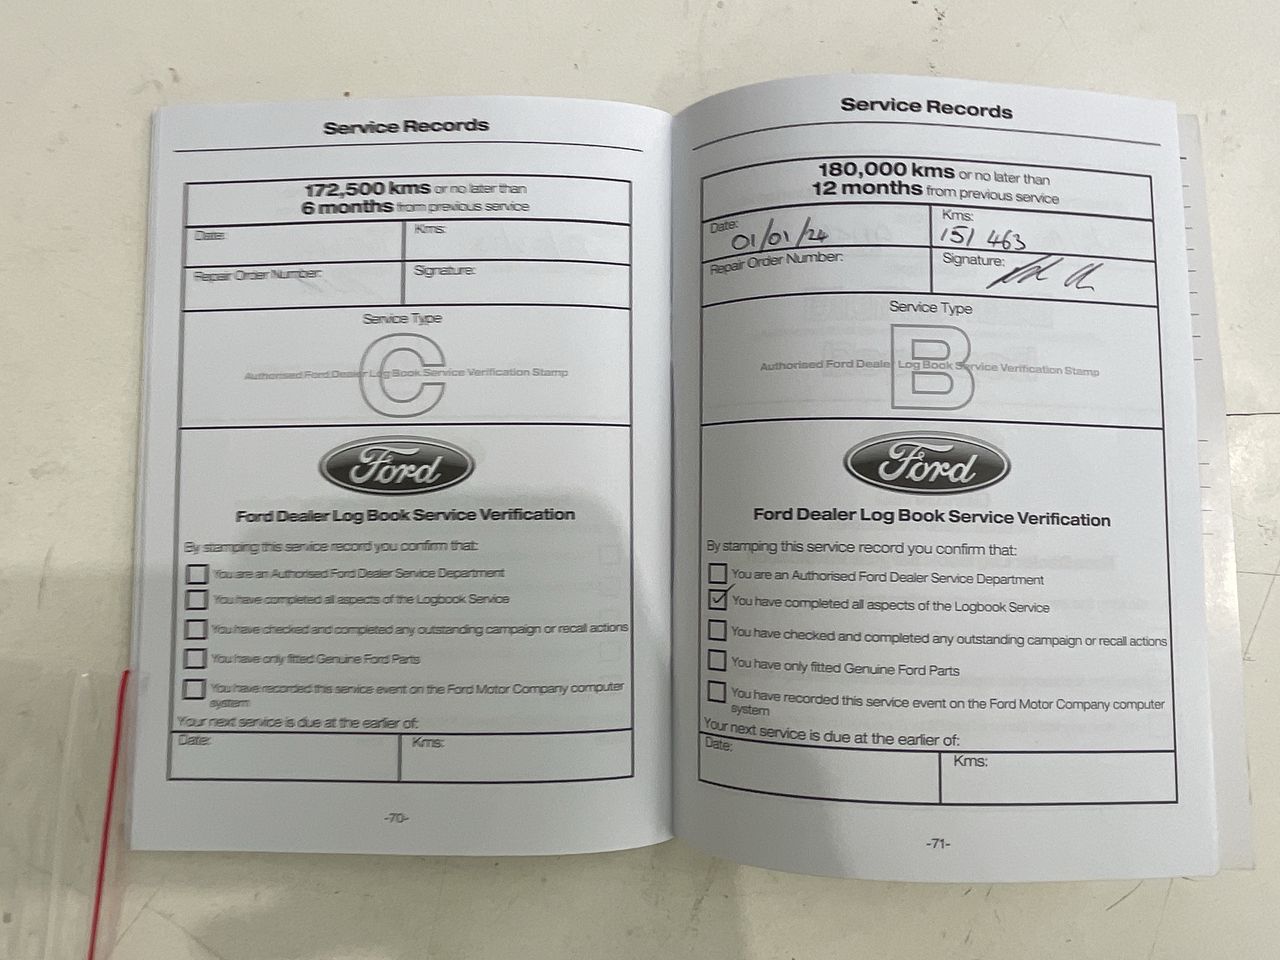 Service Records
172,500 kms or no later than
6 months from previous service
Date:
Kms:
Repair Order Number:
Signature:
Service Type
C
Authorised Ford Dealer Log Book Service Verification Stamp
Ford
Ford Dealer Log Book Service Verification
By stamping this service record you confirm that:
You are an Authorised Ford Dealer Service Department
You have completed all aspects of the Logbook Service
You have checked and completed any outstanding campaign or recall actions
You have only fitted Genuine Ford Parts
You have recorded this service event on the Ford Motor Company computer
system
Your next service is due at the earlier of:
Date:
Kms:
-70-
Service Records
180,000 kms or no later than
12 months from previous service
Date: 01/01/24
Kms: 151 463
Repair Order Number:
Signature:
Service Type
B
Authorised Ford Dealer Log Book Service Verification Stamp
Ford
Ford Dealer Log Book Service Verification
By stamping this service record you confirm that:
You are an Authorised Ford Dealer Service Department
You have completed all aspects of the Logbook Service
You have checked and completed any outstanding campaign or recall actions
You have only fitted Genuine Ford Parts
You have recorded this service event on the Ford Motor Company computer
system
Your next service is due at the earlier of:
Date:
Kms:
-71-